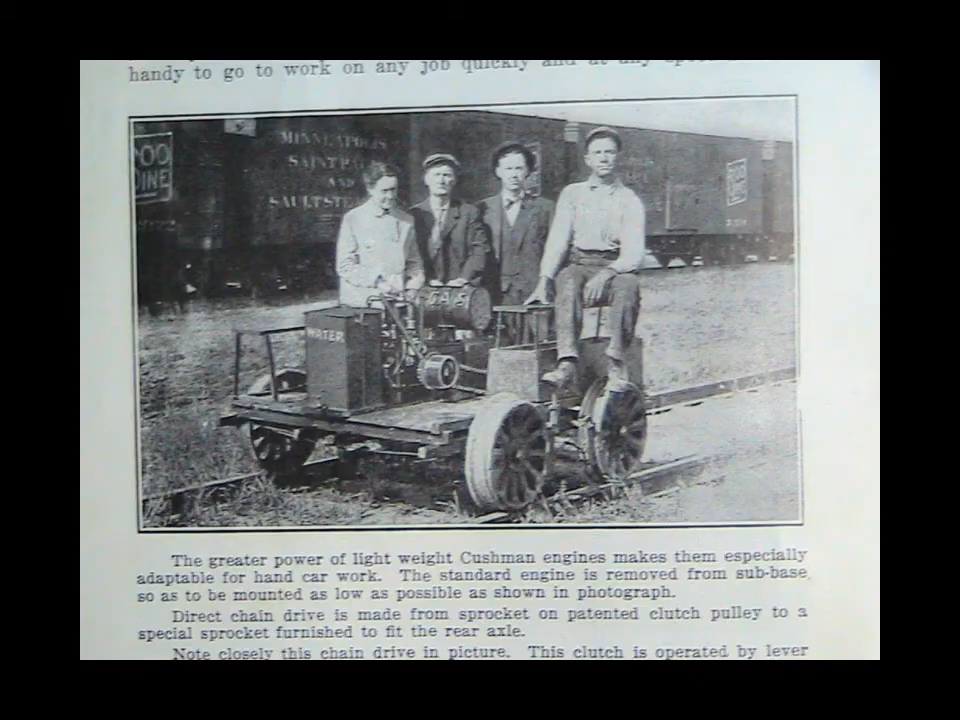 handy to go to work on any job quickly and at any
SOO
LINE
MINNEAPOLIS
SAINT PAUL
AND
SAULT STE
SOO
LINE
GAS
WATER
The greater power of light weight Cushman engines makes them especially
adaptable for hand car work. The standard engine is removed from sub-base
so as to be mounted as low as possible as shown in photograph.
Direct chain drive is made from sprocket on patented clutch pulley to a
special sprocket furnished to fit the rear axle.
Note closely this chain drive in picture. This clutch is operated by lever